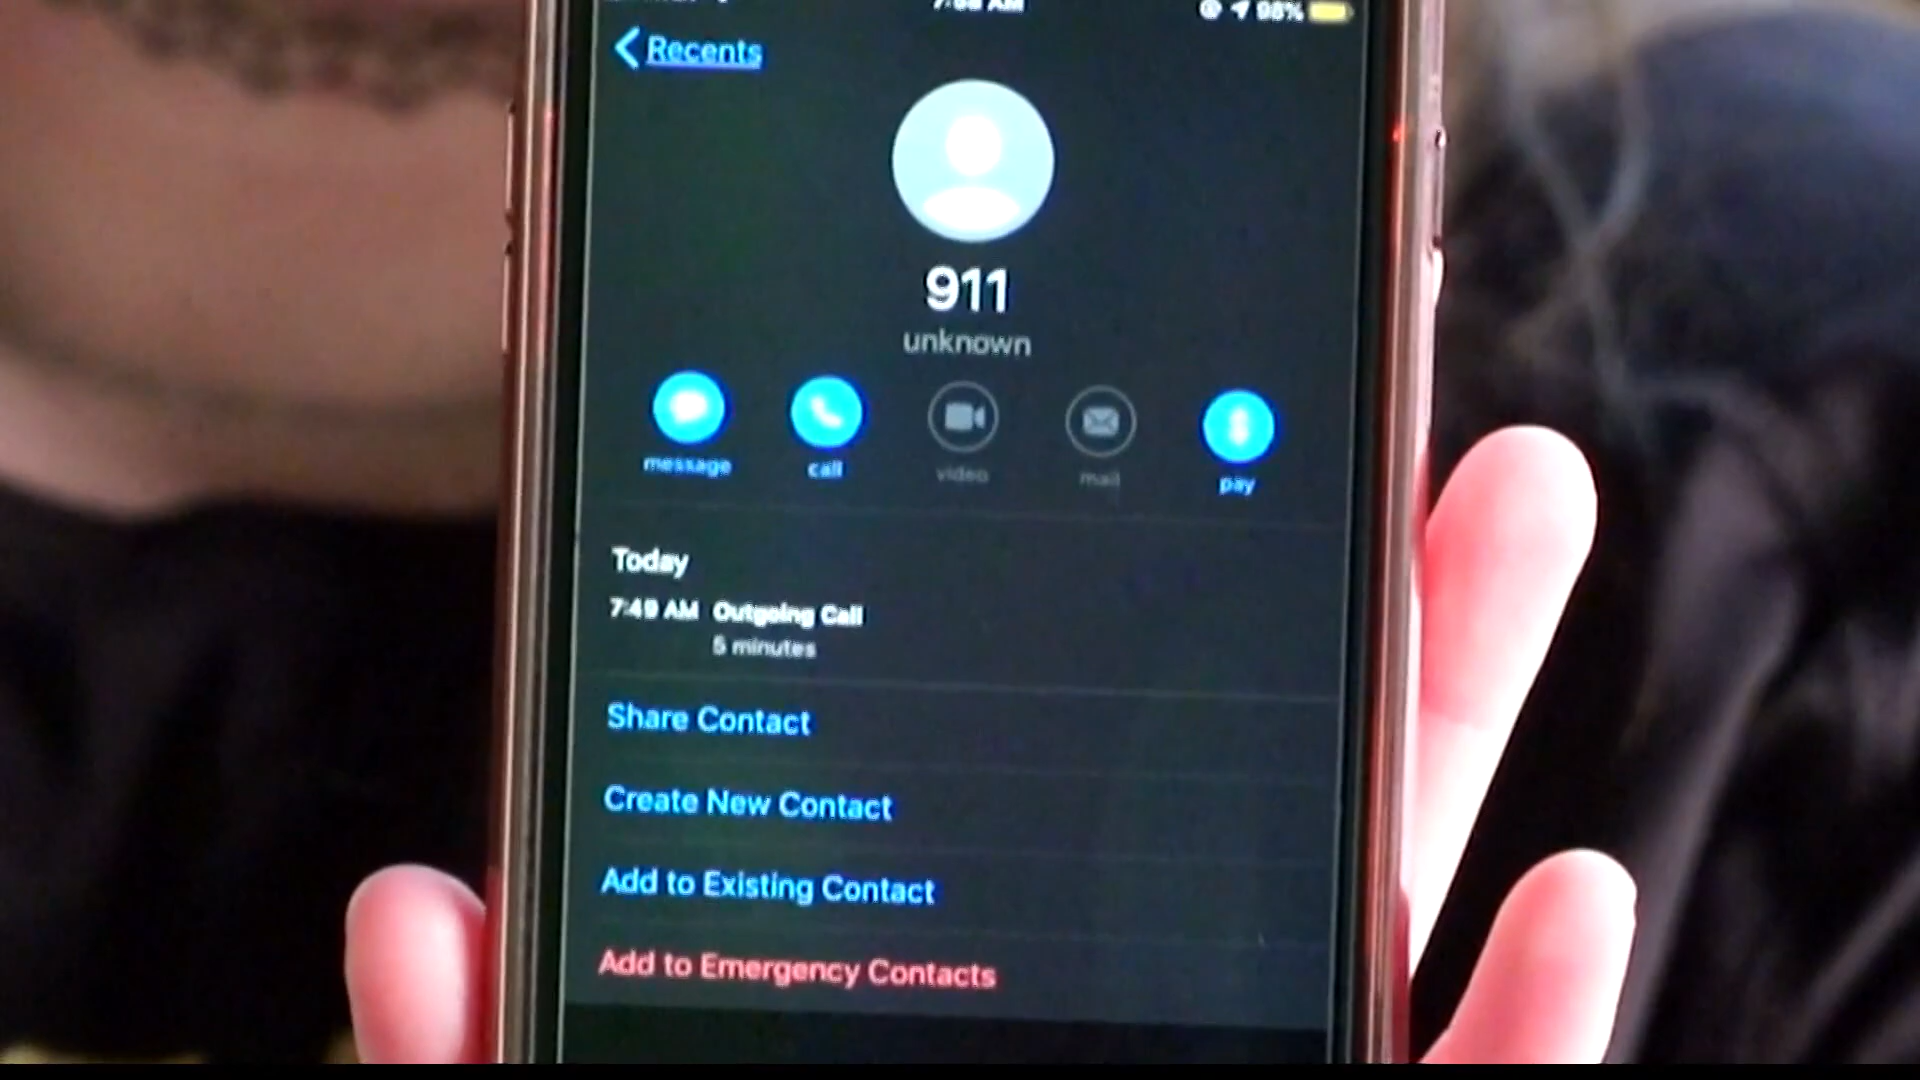 98%
Recents
911
unknown
message call video mail pay
Today
7:49 AM Outgoing Call
5 minutes
Share Contact
Create New Contact
Add to Existing Contact
Add to Emergency Contacts